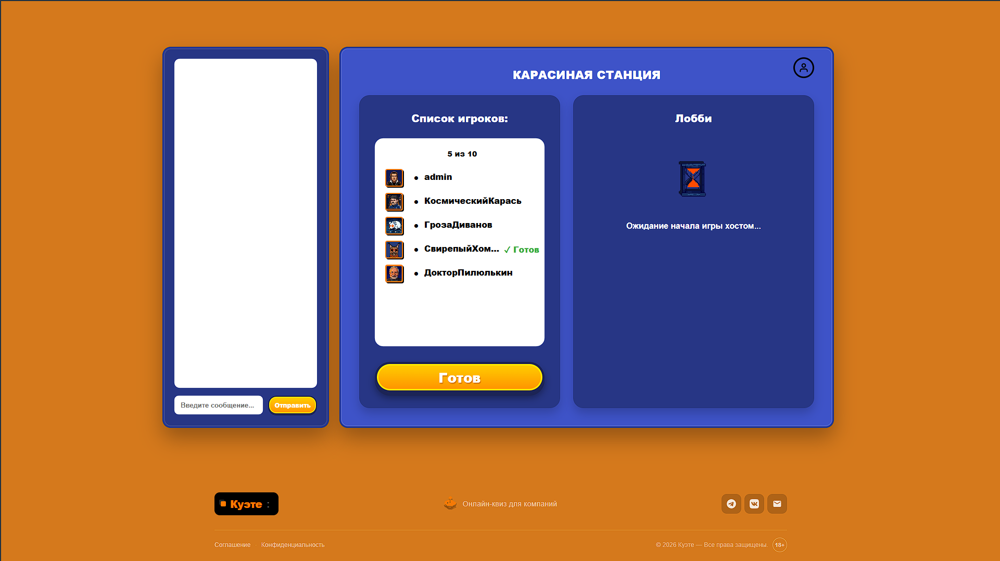 КАРАСИНАЯ СТАНЦИЯ
Список игроков:
5 из 10
admin
КосмическийКарась
ГрозаДиванов
СвирепыйХом... ✓ Готов
ДокторПилюлькин
Готов
Лобби
Ожидание начала игры хостом...
Введите сообщение...
Отправить
Куэте :
Онлайн-квиз для компаний
Соглашение · Конфиденциальность
© 2026 Куэте — Все права защищены. 18+